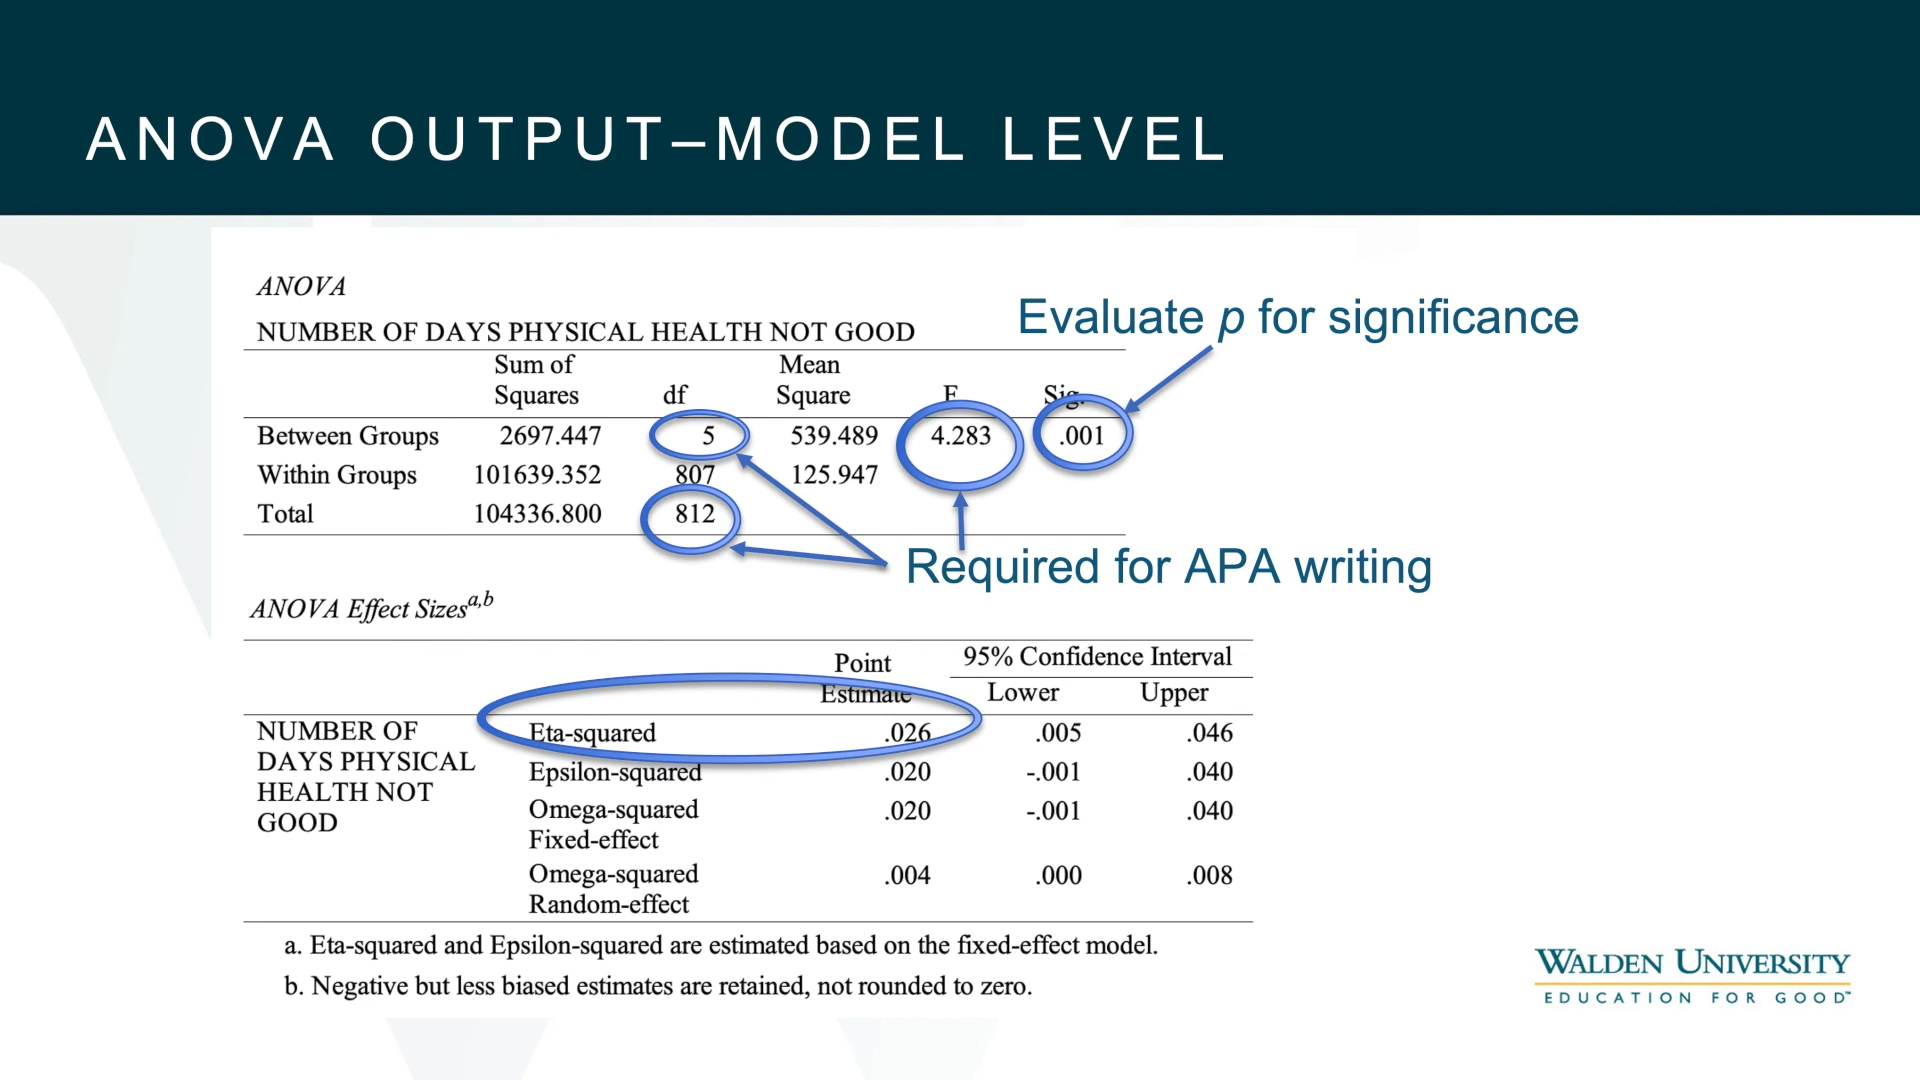 ANOVA OUTPUT–MODEL LEVEL
ANOVA
NUMBER OF DAYS PHYSICAL HEALTH NOT GOOD
Evaluate p for significance
Sum of Squares df Mean Square F Sig.
Between Groups 2697.447 5 539.489 4.283 .001
Within Groups 101639.352 807 125.947
Total 104336.800 812
Required for APA writing
ANOVA Effect Sizesa,b
Point Estimate 95% Confidence Interval
Lower Upper
NUMBER OF DAYS PHYSICAL HEALTH NOT GOOD
Eta-squared .026 .005 .046
Epsilon-squared .020 -.001 .040
Omega-squared Fixed-effect .020 -.001 .040
Omega-squared Random-effect .004 .000 .008
a. Eta-squared and Epsilon-squared are estimated based on the fixed-effect model.
b. Negative but less biased estimates are retained, not rounded to zero.
WALDEN UNIVERSITY
EDUCATION FOR GOOD™